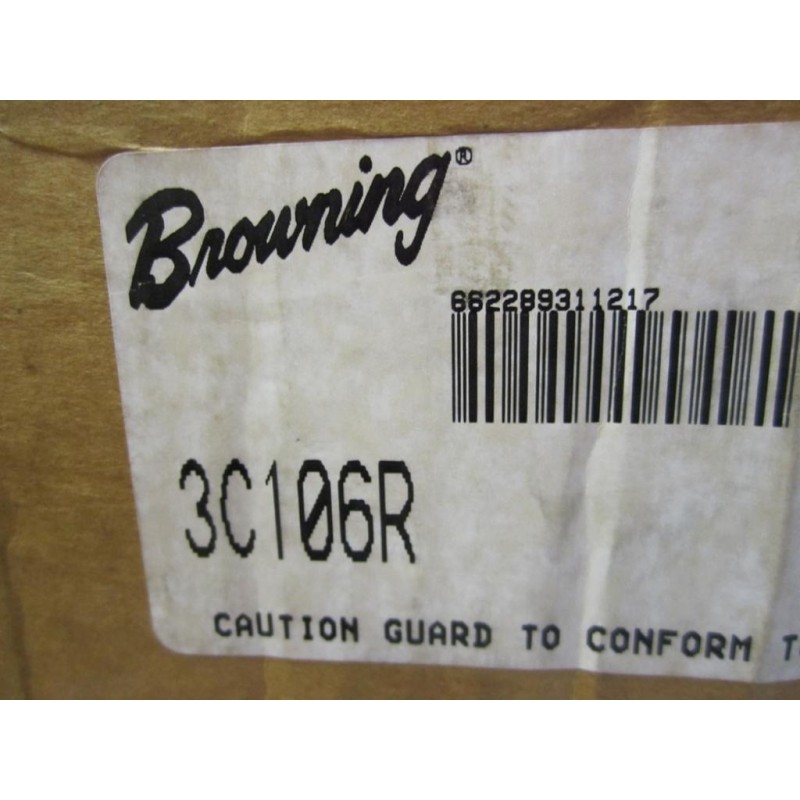 Browning®
662289311217
3C106R
CAUTION GUARD TO CONFORM